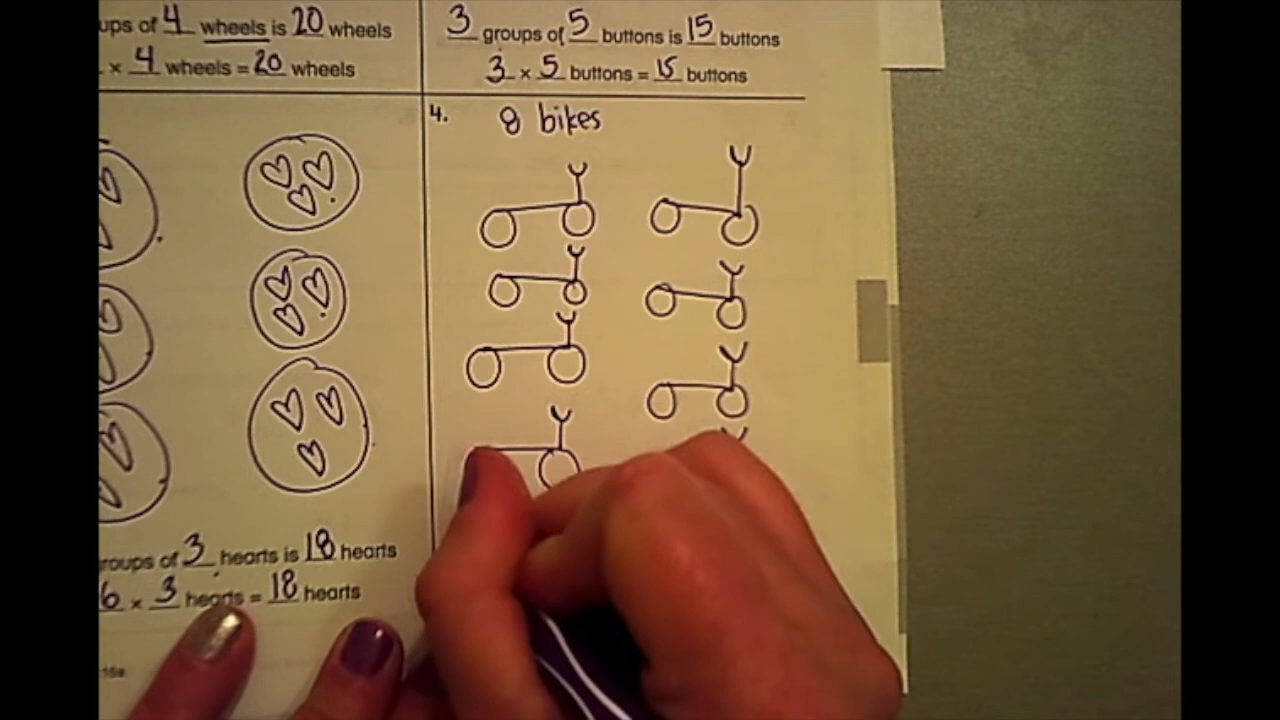 ups of 4 wheels is 20 wheels
× 4 wheels = 20 wheels
3 groups of 5 buttons is 15 buttons
3 × 5 buttons = 15 buttons
4. 8 bikes
roups of 3 hearts is 18 hearts
6 × 3 hearts = 18 hearts